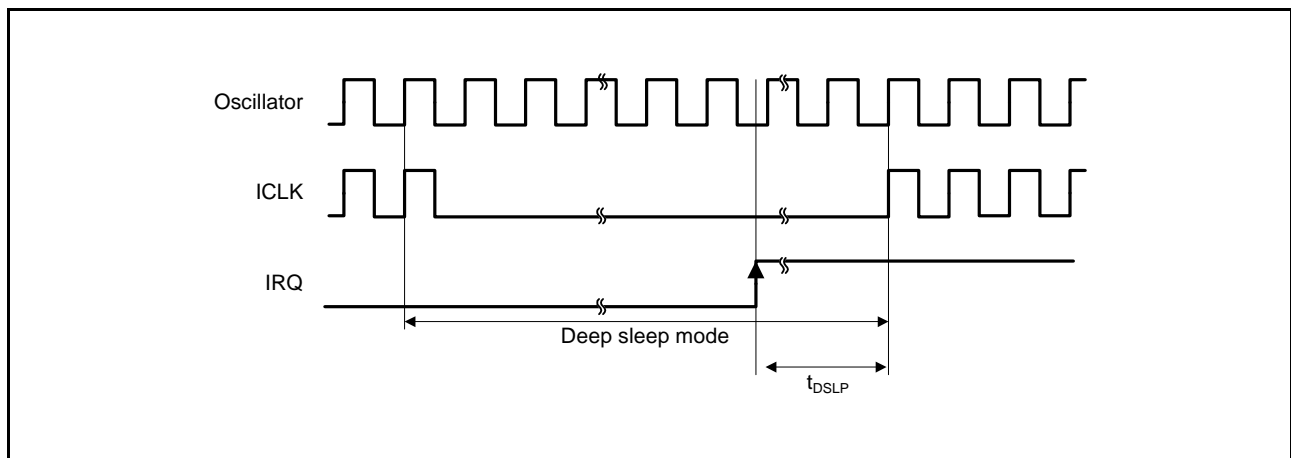 Oscillator
ICLK
IRQ
Deep sleep mode
tDSLP